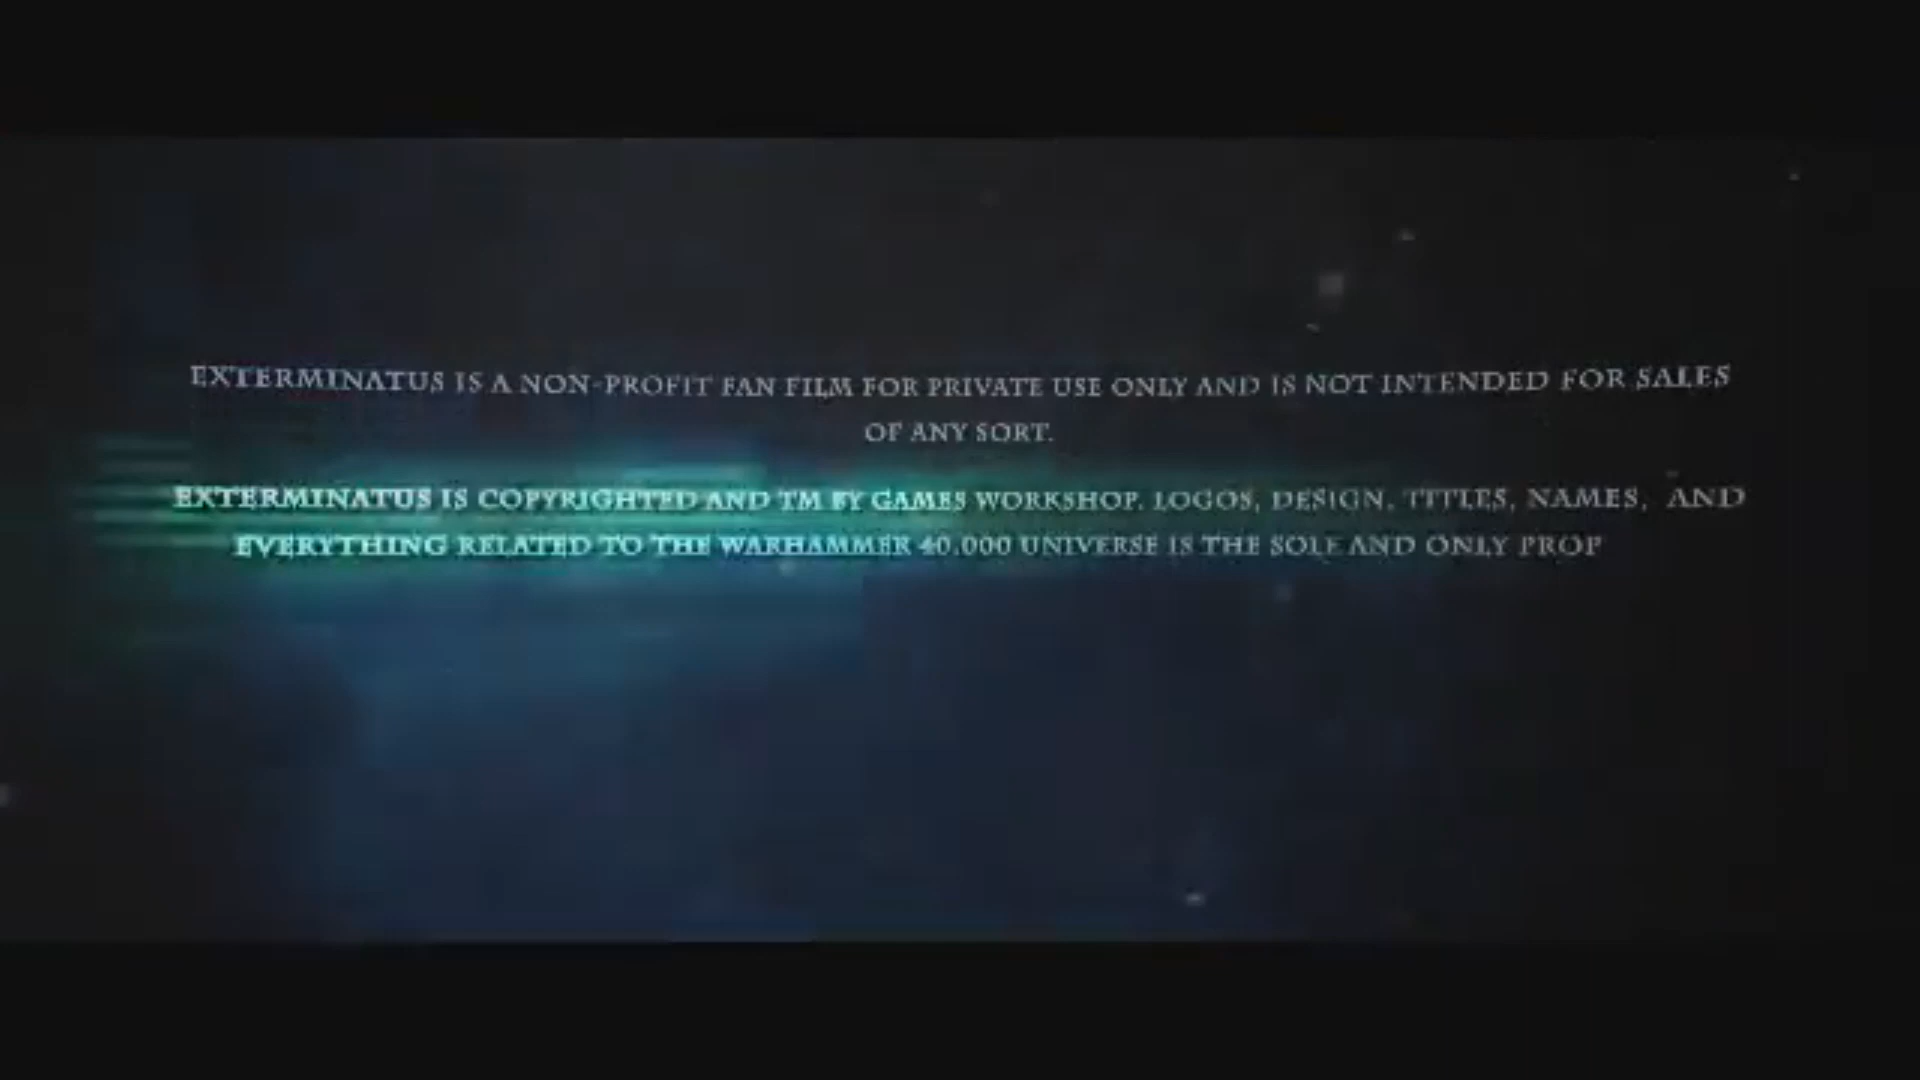 EXTERMINATUS IS A NON-PROFIT FAN FILM FOR PRIVATE USE ONLY AND IS NOT INTENDED FOR SALES
OF ANY SORT.
EXTERMINATUS IS COPYRIGHTED AND TM BY GAMES WORKSHOP. LOGOS, DESIGN, TITLES, NAMES, AND
EVERYTHING RELATED TO THE WARHAMMER 40.000 UNIVERSE IS THE SOLE AND ONLY PROP